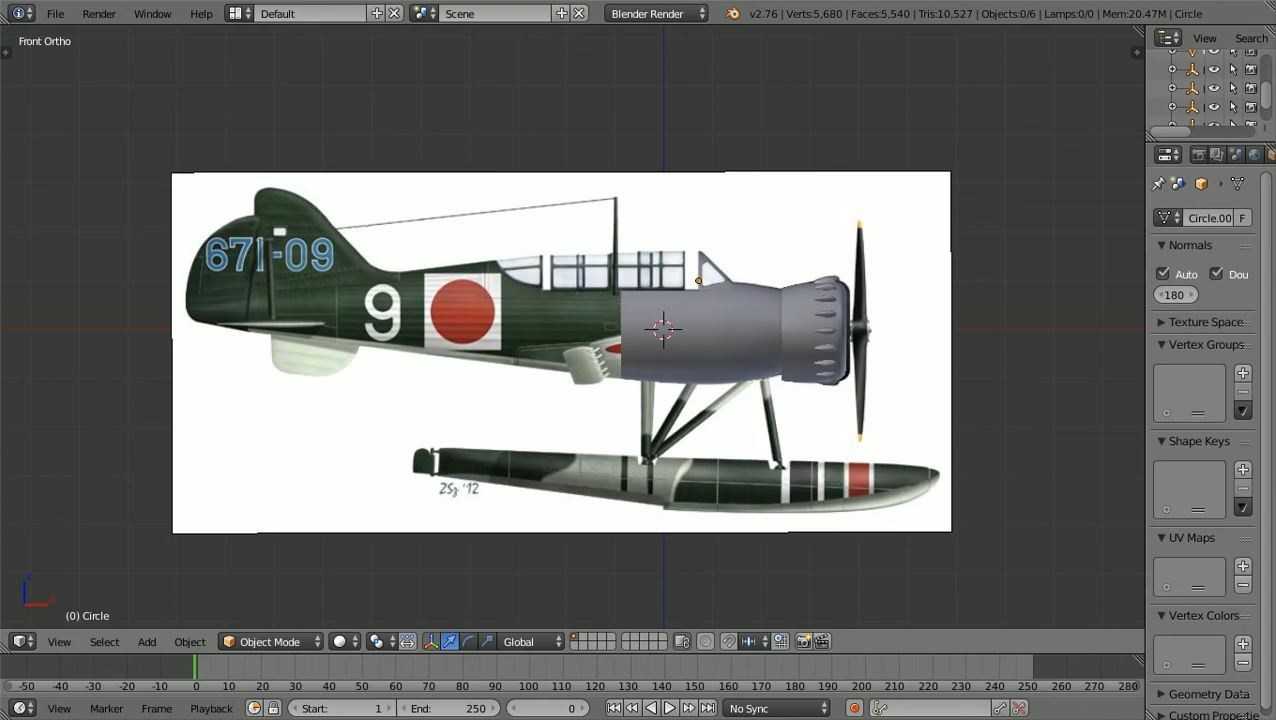 File Render Window Help Default Scene Blender Render v2.76 | Verts:5,680 | Faces:5,540 | Tris:10,527 | Objects:0/6 | Lamps:0/0 | Mem:20.47M | Circle
View Search
Front Ortho
671-09
9
ZSz '12
(0) Circle
z
x
Circle.00 F
Normals
Auto Dou
180
Texture Space
Vertex Groups
Shape Keys
UV Maps
Vertex Colors
Geometry Data
Custom Properties
View Select Add Object Object Mode Global
-50 -40 -30 -20 -10 0 10 20 30 40 50 60 70 80 90 100 110 120 130 140 150 160 170 180 190 200 210 220 230 240 250 260 270 280
View Marker Frame Playback Start: 1 End: 250 0 No Sync